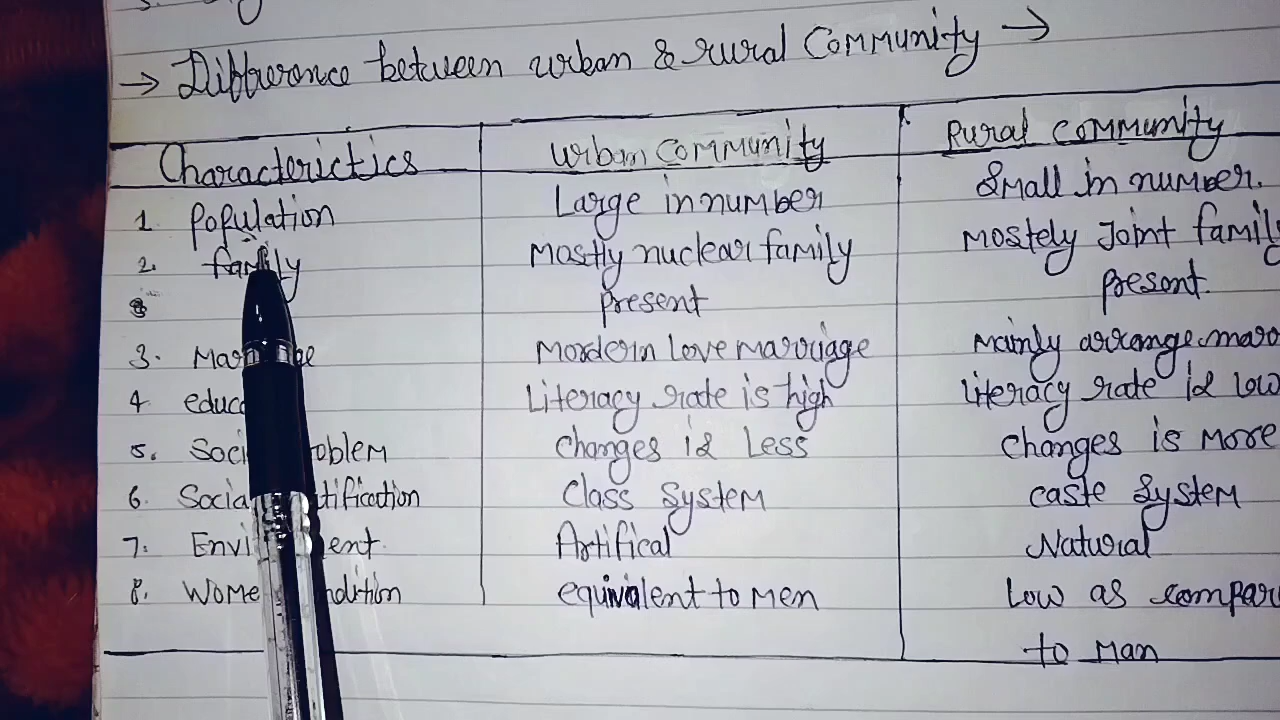 → Difference between urban & rural Community →
Characterictics urban community Rural community
1. population Large in number Small in number.
2. family Mostly nuclear family present Mostely Joint family present.
3. Modern love marriage Mainly arrange
4. Literacy rate is high Literacy rate is low
5. Changes is Less Changes is More
6. Class System caste System
7. Artifical Natural
8. equivalent to Men Low as
to Man